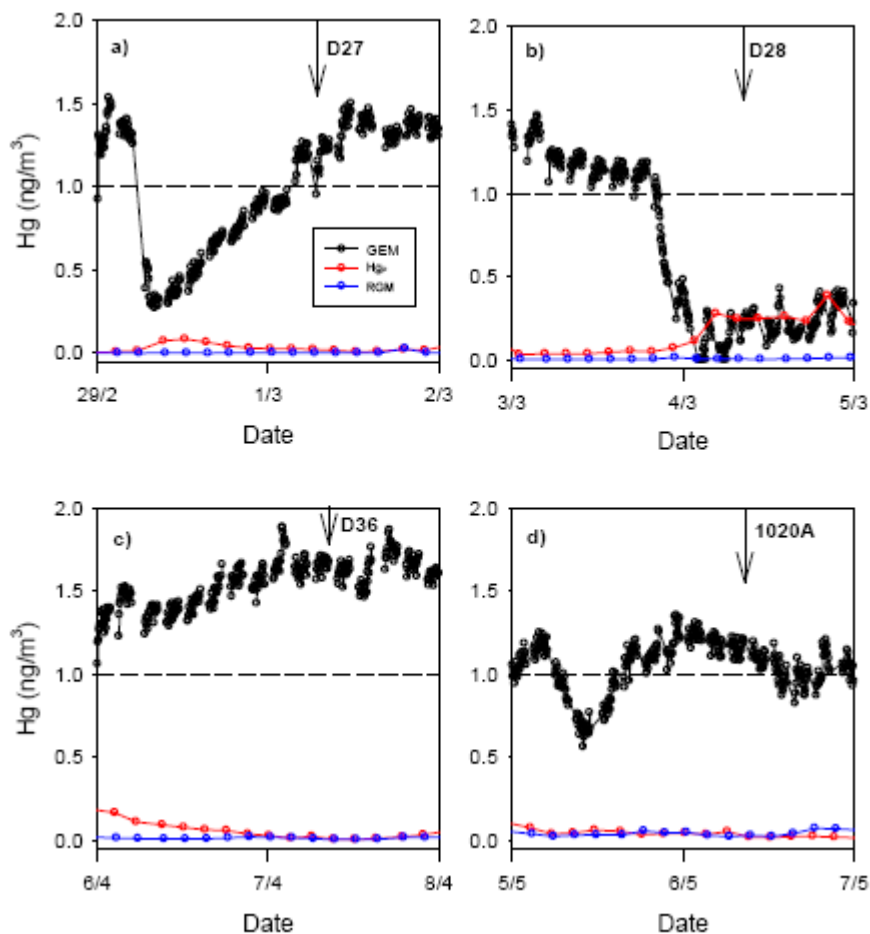 a)
D27
2.0
1.5
1.0
0.5
0.0
Hg (ng/m³)
GEM
Hgₚ
RGM
29/2
1/3
2/3
Date
b)
D28
2.0
1.5
1.0
0.5
0.0
3/3
4/3
5/3
Date
c)
D36
2.0
1.5
1.0
0.5
0.0
Hg (ng/m³)
6/4
7/4
8/4
Date
d)
1020A
2.0
1.5
1.0
0.5
0.0
5/5
6/5
7/5
Date